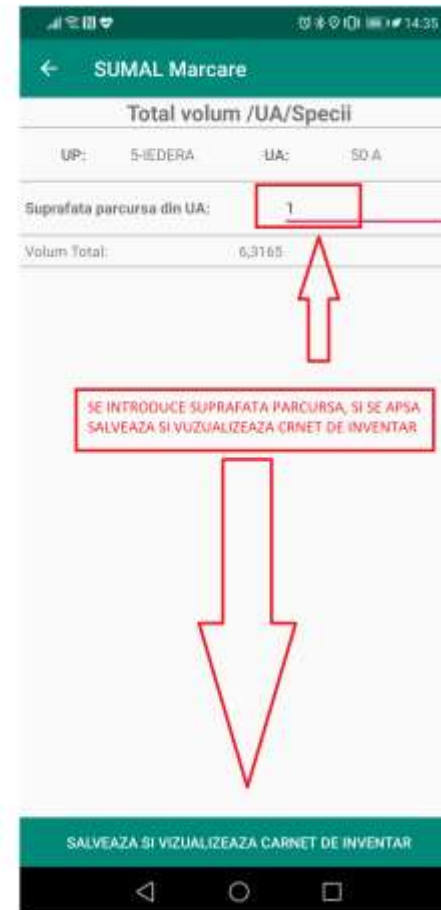 14:35
← SUMAL Marcare
Total volum /UA/Specii
UP: 5-IEDERA UA: 50 A
Suprafata parcursa din UA: 1
Volum Total: 6,3165
SE INTRODUCE SUPRAFATA PARCURSA, SI SE APSA
SALVEAZA SI VUZUALIZEAZA CRNET DE INVENTAR
SALVEAZA SI VIZUALIZEAZA CARNET DE INVENTAR